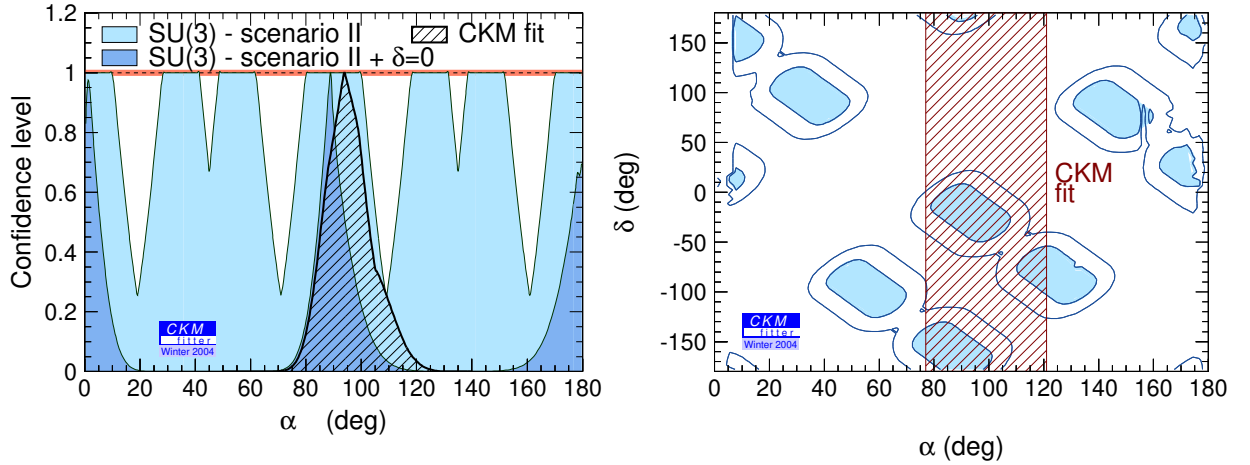 SU(3) - scenario II
CKM fit
SU(3) - scenario II + δ=0
Confidence level
1.2
1
0.8
0.6
0.4
0.2
0
0 20 40 60 80 100 120 140 160 180
α (deg)
CKM
fitter
Winter 2004
δ (deg)
150
100
50
0
-50
-100
-150
0 20 40 60 80 100 120 140 160 180
α (deg)
CKM
fit
CKM
fitter
Winter 2004